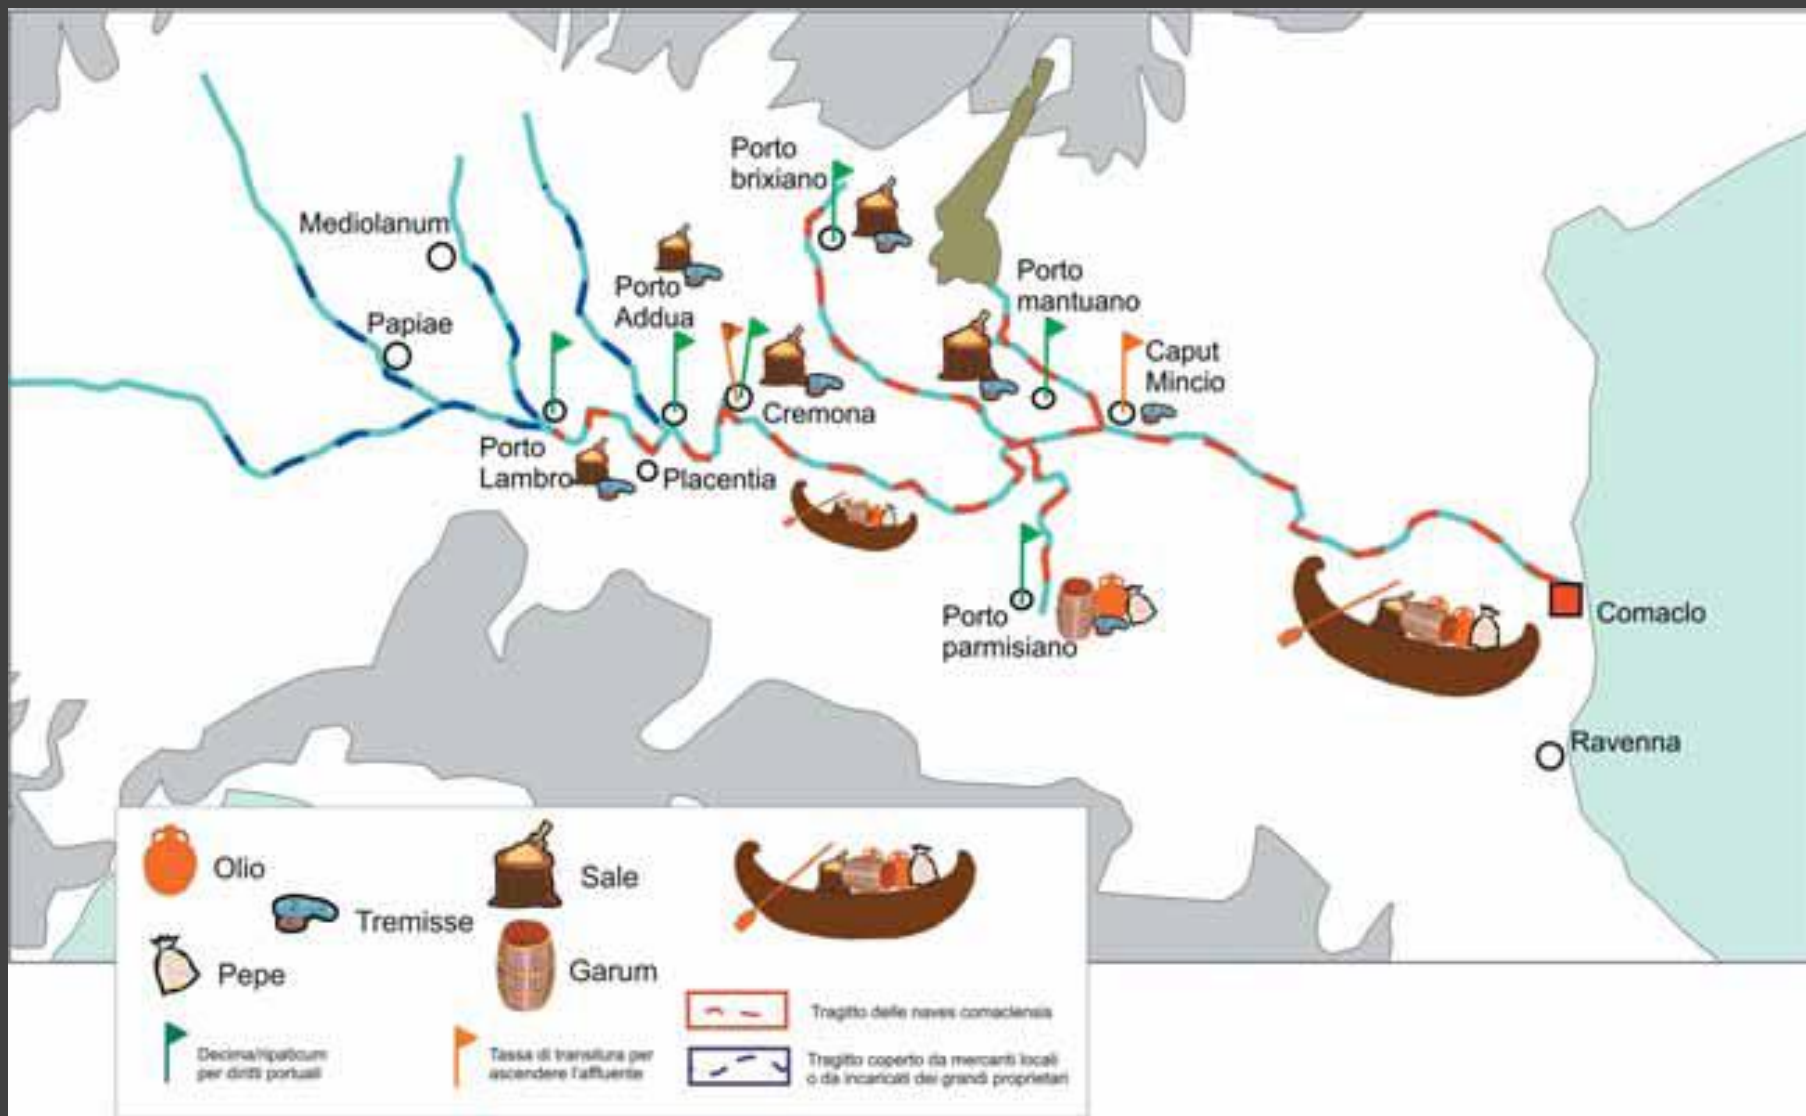 Porto
brixiano
Mediolanum
Porto
Addua
Porto
mantuano
Papiae
Caput
Mincio
Cremona
Porto
Lambro
Placentia
Porto
parmisiano
Comaclo
Ravenna
Olio
Tremisse
Pepe
Sale
Garum
Decima/ripaticum
per diritti portuali
Tassa di transitura per
ascendere l'affluente
Tragitto delle naves comaclensis
Tragitto coperto da mercanti locali
o da incaricati dei grandi proprietari